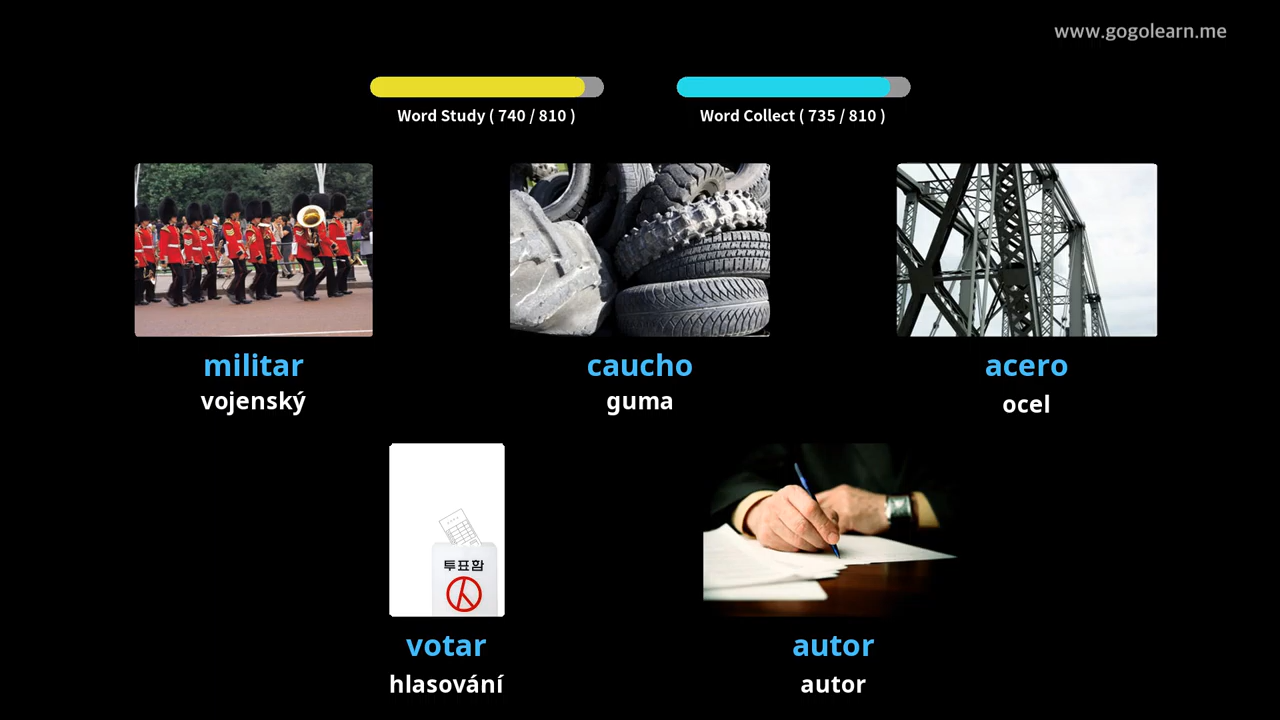 www.gogolearn.me
Word Study ( 740 / 810 )
Word Collect ( 735 / 810 )
militar
vojenský
caucho
guma
acero
ocel
투표함
votar
hlasování
autor
autor